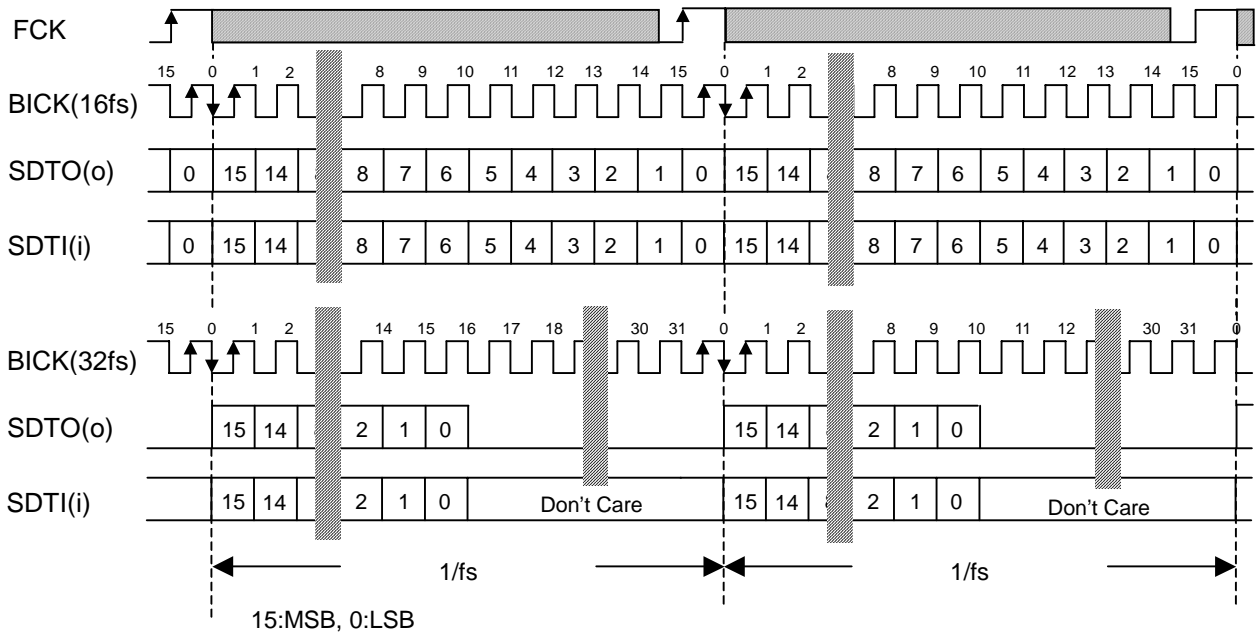 FCK
15 0 1 2 8 9 10 11 12 13 14 15 0 1 2 8 9 10 11 12 13 14 15 0
BICK(16fs)
SDTO(o) 0 15 14 8 7 6 5 4 3 2 1 0 15 14 8 7 6 5 4 3 2 1 0
SDTI(i) 0 15 14 8 7 6 5 4 3 2 1 0 15 14 8 7 6 5 4 3 2 1 0
15 0 1 2 14 15 16 17 18 30 31 0 1 2 8 9 10 11 12 30 31 0
BICK(32fs)
SDTO(o) 15 14 2 1 0 15 14 2 1 0
SDTI(i) 15 14 2 1 0 Don't Care 15 14 2 1 0 Don't Care
1/fs 1/fs
15:MSB, 0:LSB